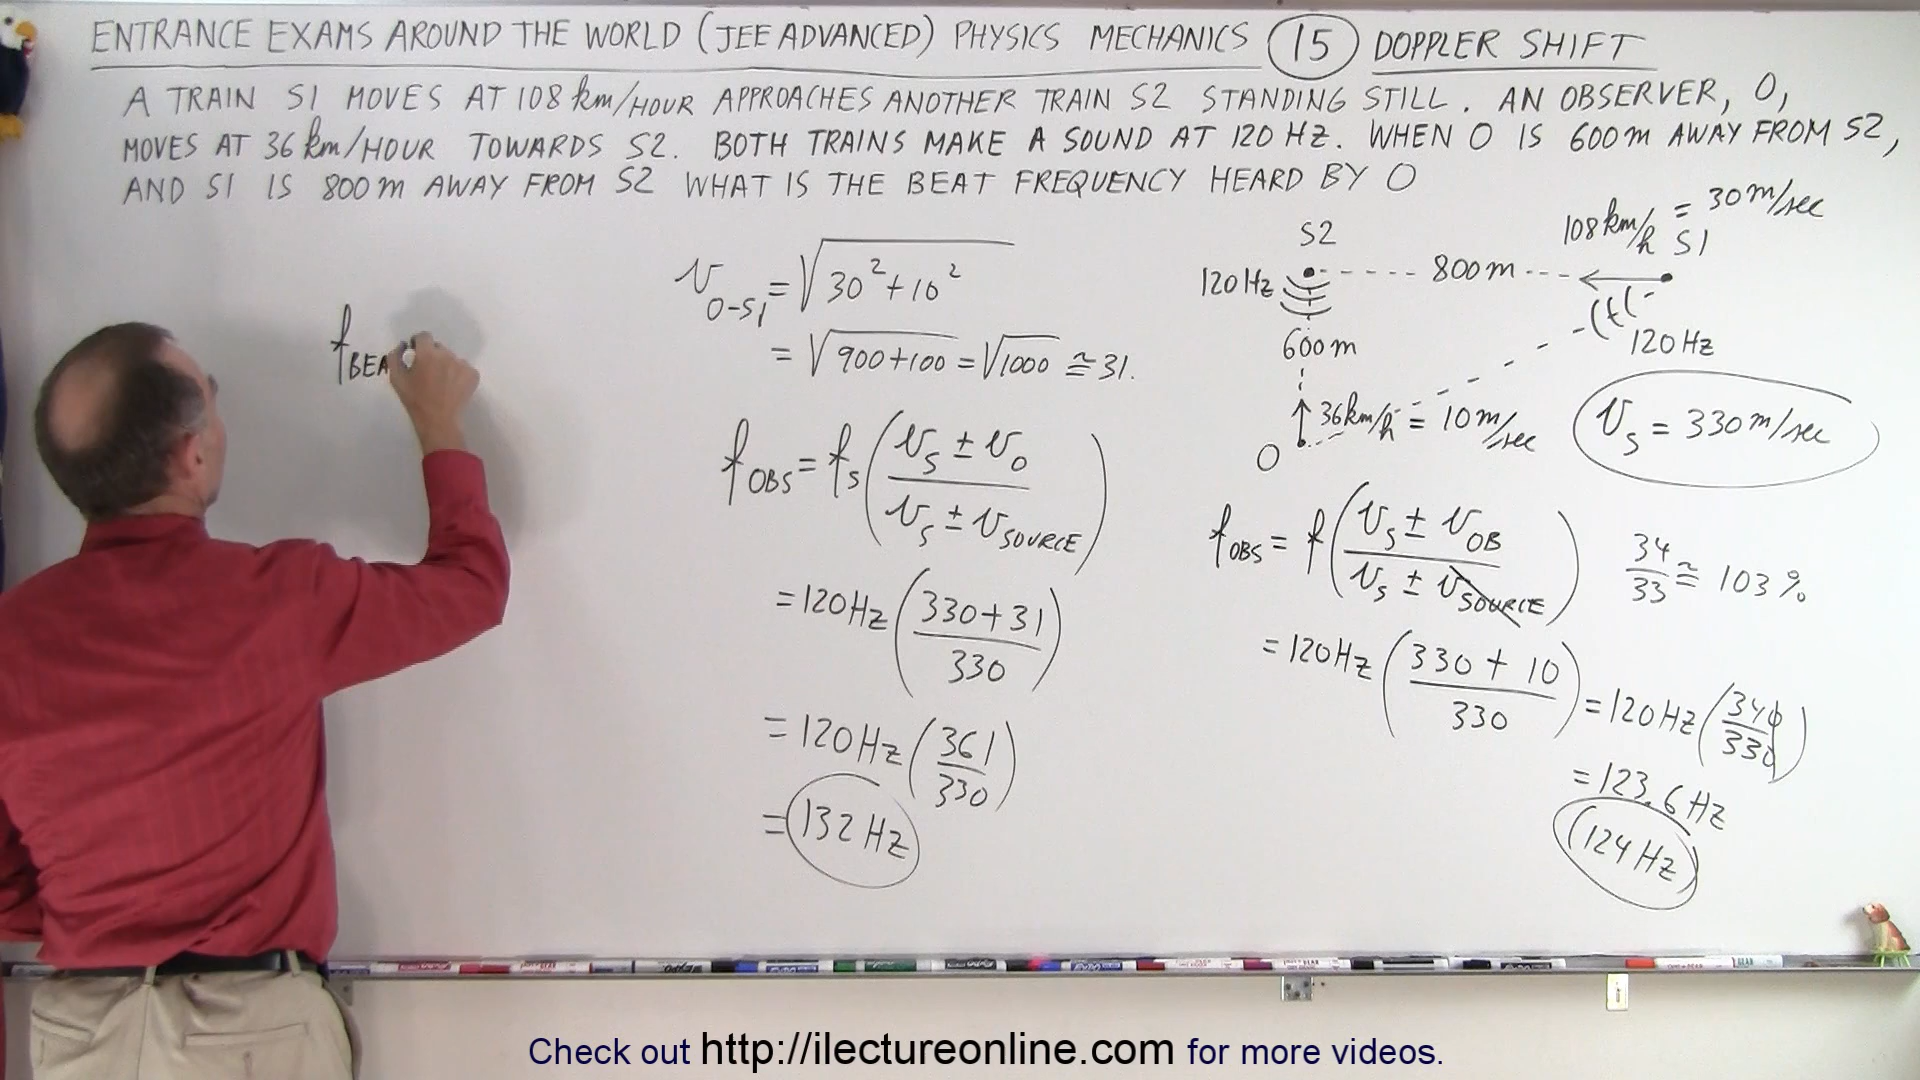 ENTRANCE EXAMS AROUND THE WORLD (JEE ADVANCED) PHYSICS MECHANICS 15 DOPPLER SHIFT
A TRAIN S1 MOVES AT 108 km/HOUR APPROACHES ANOTHER TRAIN S2 STANDING STILL. AN OBSERVER, O,
MOVES AT 36 km/HOUR TOWARDS S2. BOTH TRAINS MAKE A SOUND AT 120 HZ. WHEN O IS 600 m AWAY FROM S2,
AND S1 IS 800 m AWAY FROM S2 WHAT IS THE BEAT FREQUENCY HEARD BY O
f BEA
v O-S1 = √(30² + 10²)
= √(900+100) = √1000 ≅ 31.
f OBS = f S (v S ± v O / v S ± v SOURCE)
= 120 Hz (330 + 31 / 330)
= 120 Hz (361 / 330)
= 132 Hz
S2
108 km/h = 30 m/sec
S1
120 Hz
800 m
600 m
120 Hz
36 km/h = 10 m/sec
O
v S = 330 m/sec
f OBS = f (v S ± v OB / v S ± v SOURCE)
34/33 ≅ 103 %
= 120 Hz (330 + 10 / 330) = 120 Hz (340 / 330)
= 123.6 Hz
(124 Hz)
Check out http://ilectureonline.com for more videos.